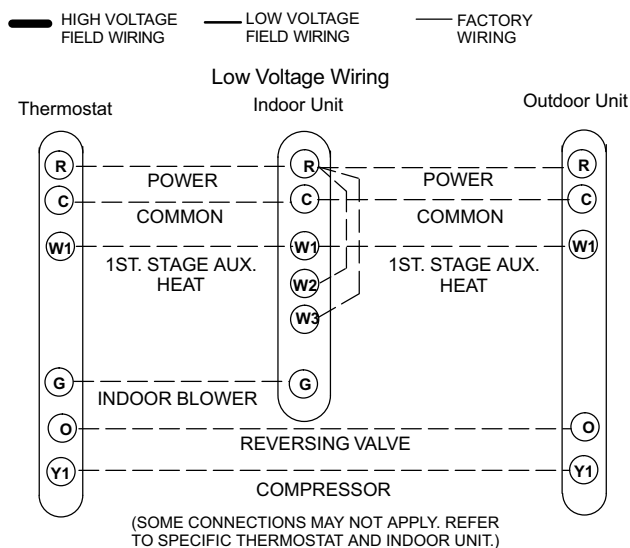 HIGH VOLTAGE
FIELD WIRING
LOW VOLTAGE
FIELD WIRING
FACTORY
WIRING
Low Voltage Wiring
Thermostat
Indoor Unit
Outdoor Unit
R
R
R
POWER
POWER
C
C
C
COMMON
COMMON
W1
W1
W1
1ST. STAGE AUX.
HEAT
1ST. STAGE AUX.
HEAT
W2
W3
G
G
INDOOR BLOWER
O
O
REVERSING VALVE
Y1
Y1
COMPRESSOR
(SOME CONNECTIONS MAY NOT APPLY. REFER
TO SPECIFIC THERMOSTAT AND INDOOR UNIT.)